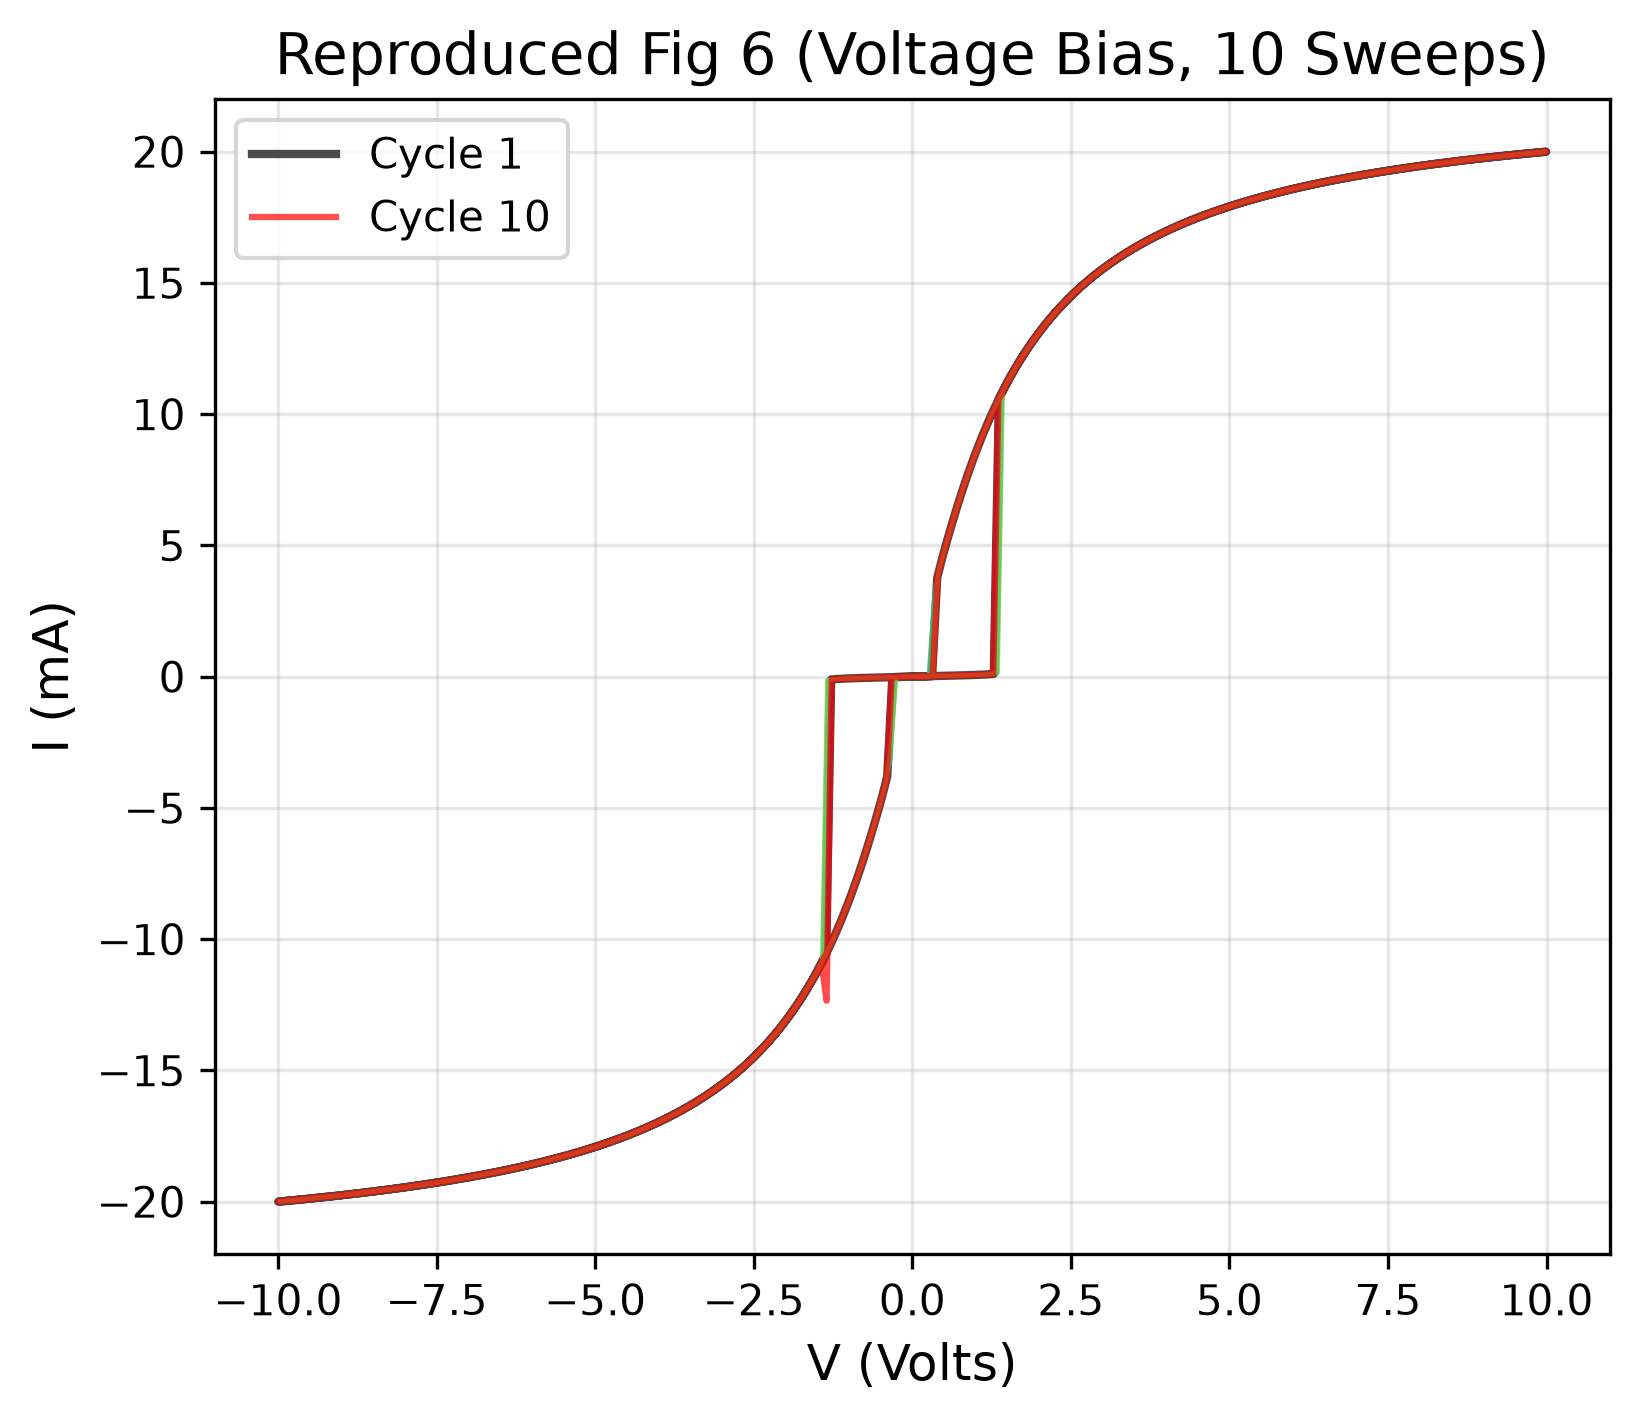 Reproduced Fig 6 (Voltage Bias, 10 Sweeps)
Cycle 1
Cycle 10
I (mA)
20
15
10
5
0
−5
−10
−15
−20
−10.0 −7.5 −5.0 −2.5 0.0 2.5 5.0 7.5 10.0
V (Volts)